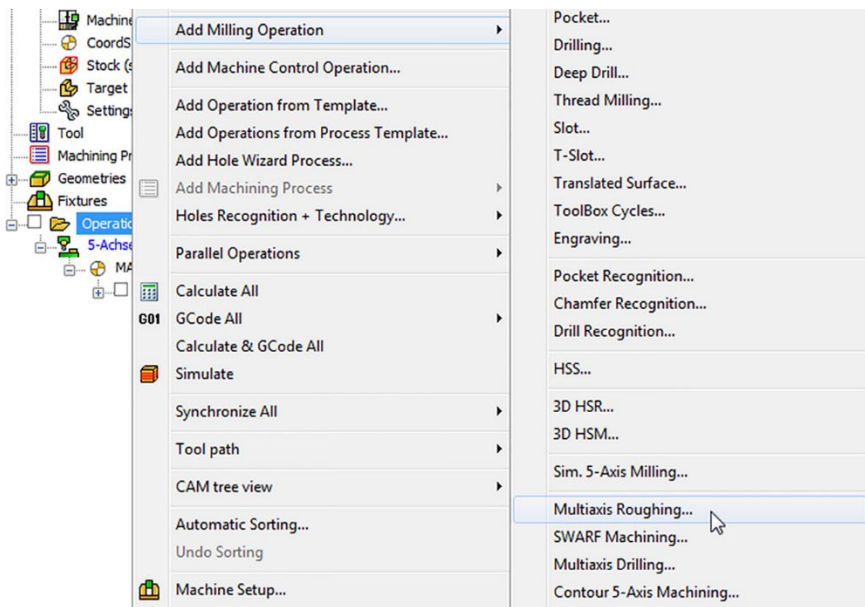 Machine
CoordS
Stock (s
Target
Settings
Tool
Machining Pr
Geometries
Fixtures
Operatio
5-Achse
MA
Add Milling Operation
Add Machine Control Operation...
Add Operation from Template...
Add Operations from Process Template...
Add Hole Wizard Process...
Add Machining Process
Holes Recognition + Technology...
Parallel Operations
Calculate All
G01 GCode All
Calculate & GCode All
Simulate
Synchronize All
Tool path
CAM tree view
Automatic Sorting...
Undo Sorting
Machine Setup...
Pocket...
Drilling...
Deep Drill...
Thread Milling...
Slot...
T-Slot...
Translated Surface...
ToolBox Cycles...
Engraving...
Pocket Recognition...
Chamfer Recognition...
Drill Recognition...
HSS...
3D HSR...
3D HSM...
Sim. 5-Axis Milling...
Multiaxis Roughing...
SWARF Machining...
Multiaxis Drilling...
Contour 5-Axis Machining...